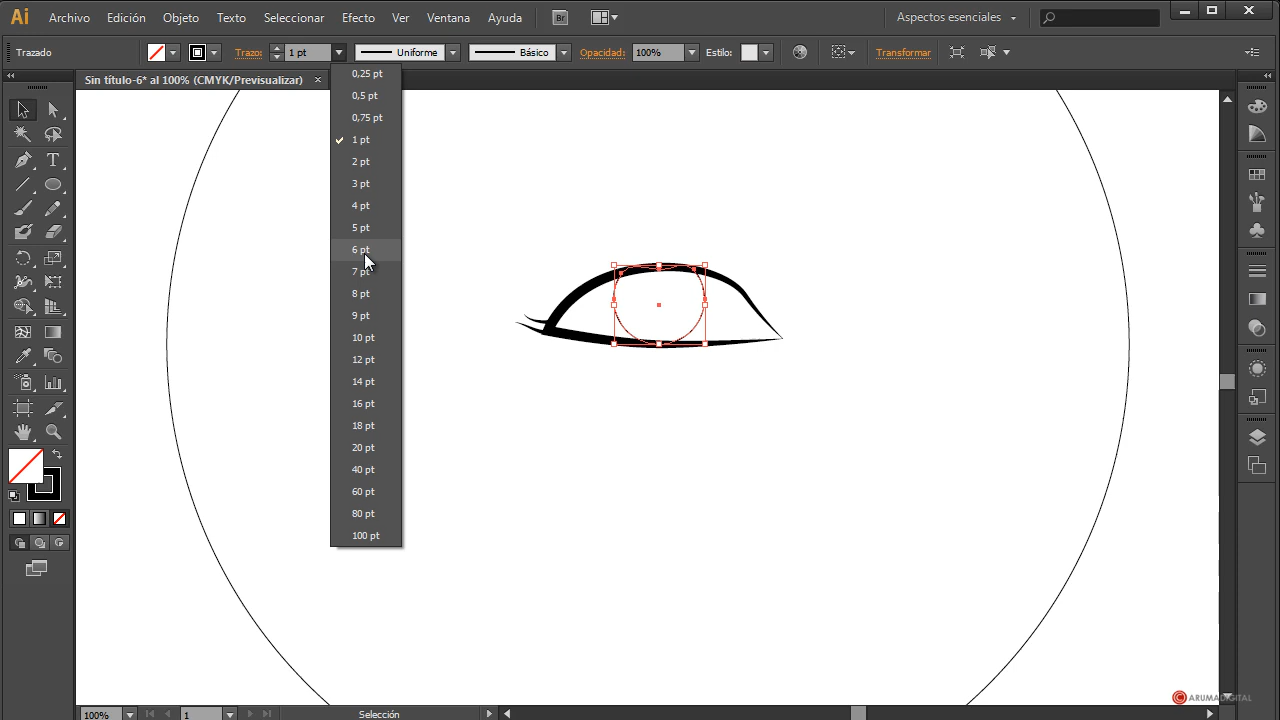 Ai Archivo Edición Objeto Texto Seleccionar Efecto Ver Ventana Ayuda Br Aspectos esenciales
Trazado Trazo: 1 pt Uniforme Básico Opacidad: 100% Estilo: Transformar
Sin título-6* al 100% (CMYK/Previsualizar) ×
0,25 pt
0,5 pt
0,75 pt
1 pt
2 pt
3 pt
4 pt
5 pt
6 pt
7 pt
8 pt
9 pt
10 pt
12 pt
14 pt
16 pt
18 pt
20 pt
40 pt
60 pt
80 pt
100 pt
ARUMADIGITAL
100% 1 Selección